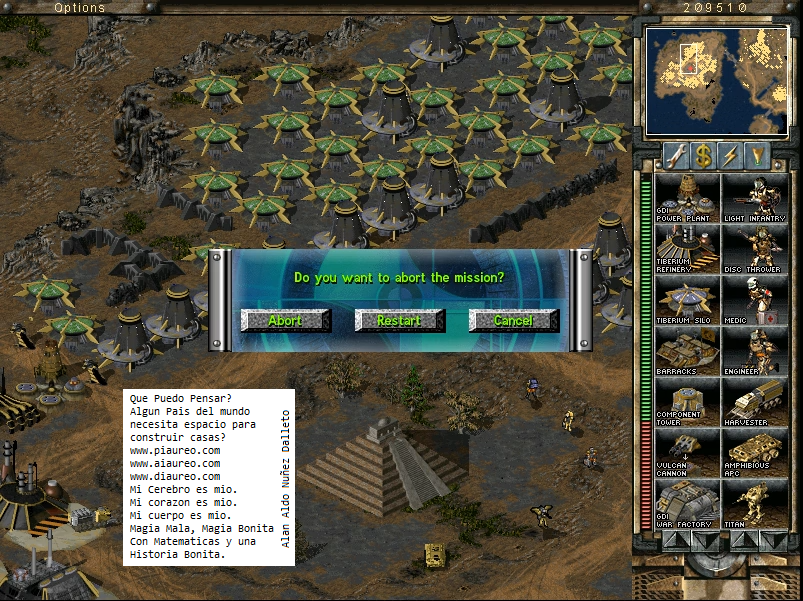 Options
209510
GDI
POWER PLANT
LIGHT INFANTRY
TIBERIUM
REFINERY
DISC THROWER
TIBERIUM SILO
MEDIC
BARRACKS
ENGINEER
COMPONENT
TOWER
HARVESTER
VULCAN
CANNON
AMPHIBIOUS
APC
GDI
WAR FACTORY
TITAN
Do you want to abort the mission?
Abort
Restart
Cancel
Que Puedo Pensar?
Algun Pais del mundo
necesita espacio para
construir casas?
www.piaureo.com
www.aiaureo.com
www.diaureo.com
Mi Cerebro es mio.
Mi corazon es mio.
Mi cuerpo es mio.
Magia Mala, Magia Bonita
Con Matematicas y una
Historia Bonita.
Alan Aldo Nuñez Dalleto